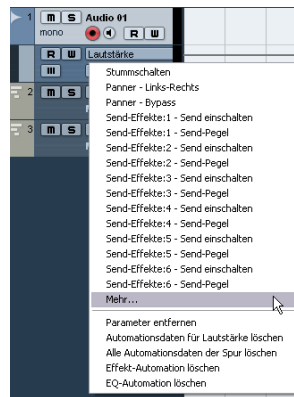 1 M S Audio 01
mono R W
R W Lautstärke
Stummschalten
2 M S
Panner - Links-Rechts
Panner - Bypass
Send-Effekte:1 - Send einschalten
3 M S
Send-Effekte:1 - Send-Pegel
Send-Effekte:2 - Send einschalten
Send-Effekte:2 - Send-Pegel
Send-Effekte:3 - Send einschalten
Send-Effekte:3 - Send-Pegel
Send-Effekte:4 - Send einschalten
Send-Effekte:4 - Send-Pegel
Send-Effekte:5 - Send einschalten
Send-Effekte:5 - Send-Pegel
Send-Effekte:6 - Send einschalten
Send-Effekte:6 - Send-Pegel
Mehr...
Parameter entfernen
Automationsdaten für Lautstärke löschen
Alle Automationsdaten der Spur löschen
Effekt-Automation löschen
EQ-Automation löschen